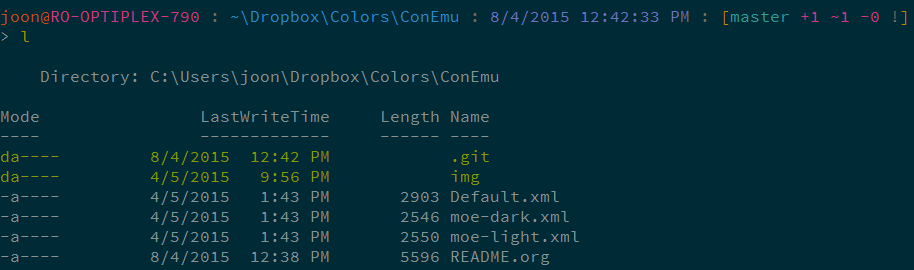 joon@RO-OPTIPLEX-790 : ~\Dropbox\Colors\ConEmu : 8/4/2015 12:42:33 PM : [master +1 ~1 -0 !]
> l
Directory: C:\Users\joon\Dropbox\Colors\ConEmu
Mode LastWriteTime Length Name
---- ------------- ------ ----
da---- 8/4/2015 12:42 PM .git
da---- 4/5/2015 9:56 PM img
-a---- 4/5/2015 1:43 PM 2903 Default.xml
-a---- 4/5/2015 1:43 PM 2546 moe-dark.xml
-a---- 4/5/2015 1:43 PM 2550 moe-light.xml
-a---- 8/4/2015 12:38 PM 5596 README.org